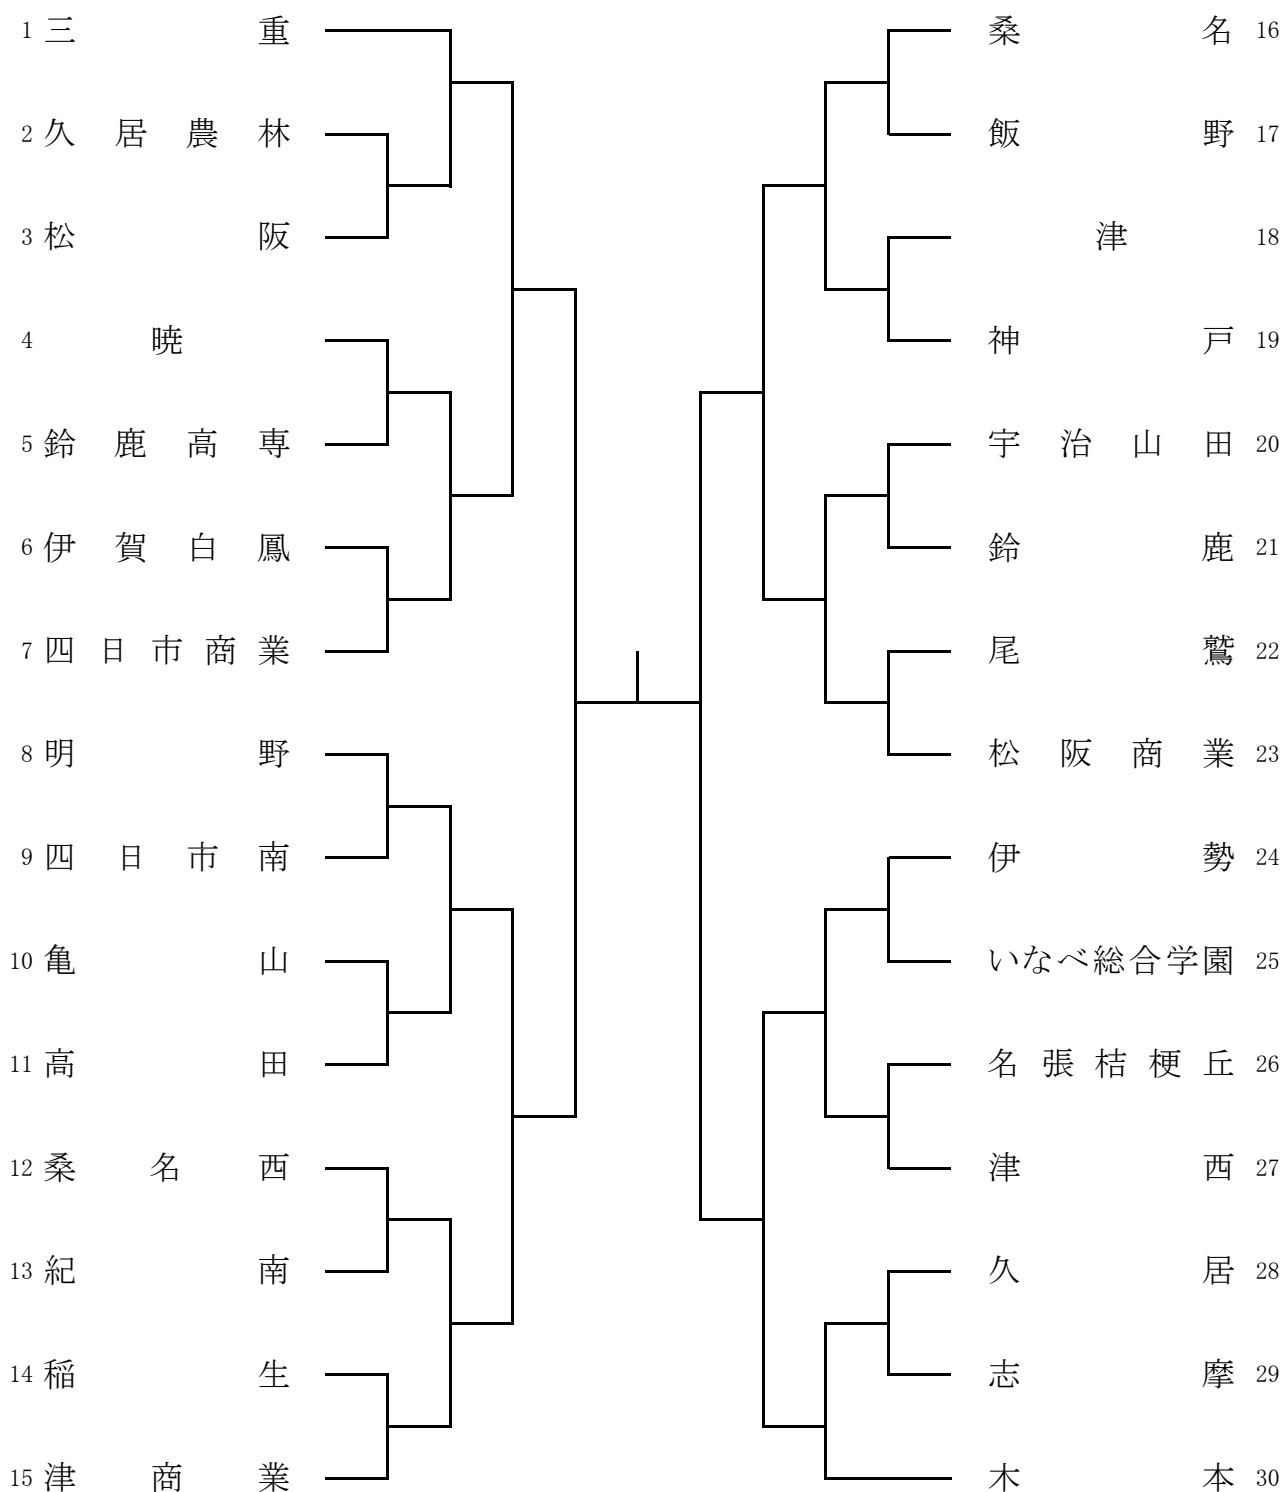 1 三重
2 久居農林
3 松阪
4 暁
5 鈴鹿高専
6 伊賀白鳳
7 四日市商業
8 明野
9 四日市南
10 亀山
11 高田
12 桑名西
13 紀南
14 稲生
15 津商業
桑名 16
飯野 17
津 18
神戸 19
宇治山田 20
鈴鹿 21
尾鷲 22
松阪商業 23
伊勢 24
いなべ総合学園 25
名張桔梗丘 26
津西 27
久居 28
志摩 29
木本 30